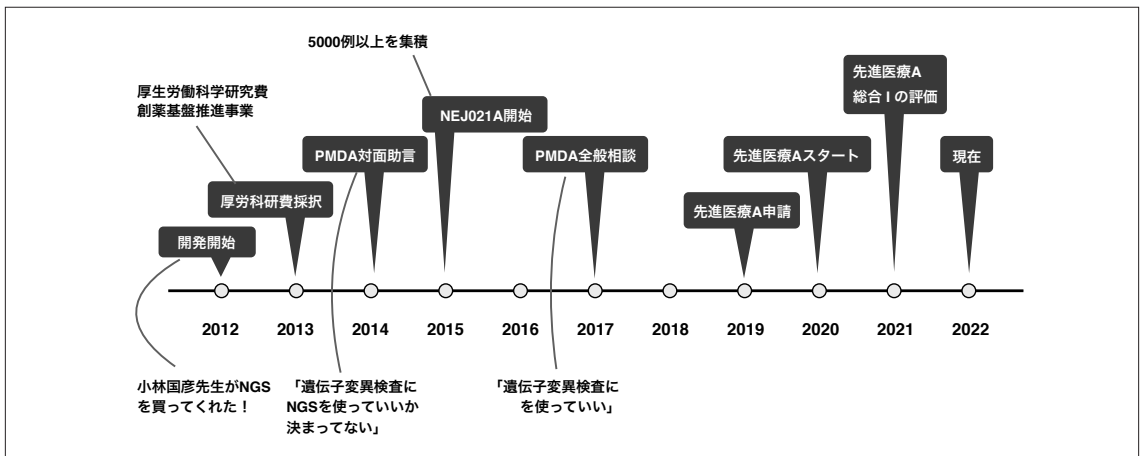 5000例以上を集積
厚生労働科学研究費
創薬基盤推進事業
先進医療A
総合Iの評価
NEJ021A開始
PMDA対面助言
PMDA全般相談
先進医療Aスタート
現在
厚労科研費採択
先進医療A申請
開発開始
2012
2013
2014
2015
2016
2017
2018
2019
2020
2021
2022
小林国彦先生がNGS
を買ってくれた！
「遺伝子変異検査に
NGSを使っていいか
決まってない」
「遺伝子変異検査に
を使っていい」